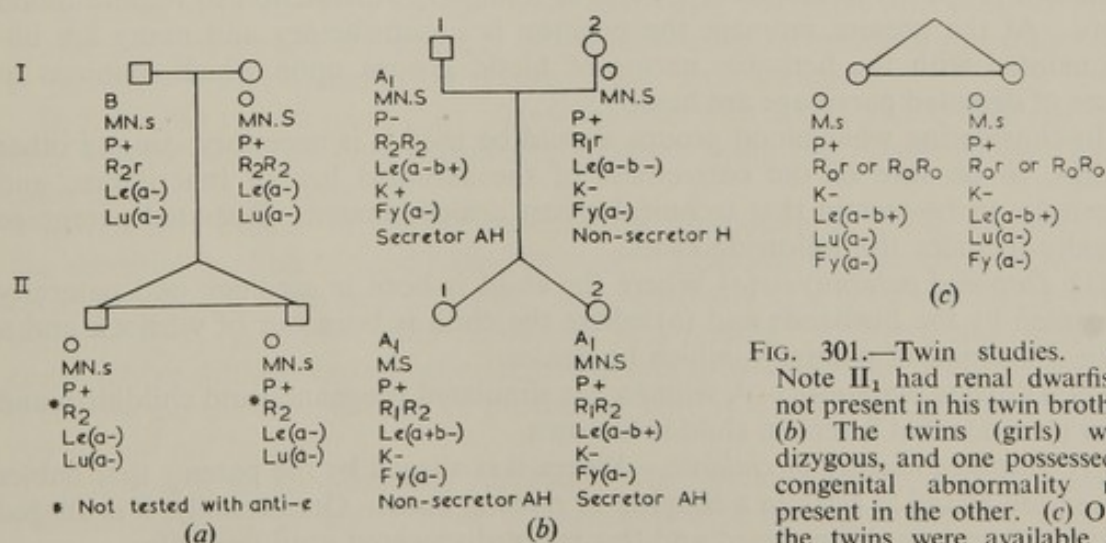 I
B
MN.s
P+
R2r
Le(a-)
Lu(a-)
O
MN.S
P+
R2R2
Le(a-)
Lu(a-)
II
O
MN.s
P+
*R2
Le(a-)
Lu(a-)
O
MN.s
P+
*R2
Le(a-)
Lu(a-)
* Not tested with anti-e
(a)
1
A1
MN.S
P-
R2R2
Le(a-b+)
K+
Fy(a-)
Secretor AH
2
O
MN.S
P+
R1r
Le(a-b-)
K-
Fy(a-)
Non-secretor H
1
A1
M.S
P+
R1R2
Le(a+b-)
K-
Fy(a-)
Non-secretor AH
2
A1
MN.S
P+
R1R2
Le(a-b+)
K-
Fy(a-)
Secretor AH
(b)
O
M.s
P+
Ror or RoRo
K-
Le(a-b+)
Lu(a-)
Fy(a-)
O
M.s
P+
Ror or RoRo
K-
Le(a-b+)
Lu(a-)
Fy(a-)
(c)
FIG. 301.—Twin studies.
Note II1 had renal dwarfis
not present in his twin broth
(b) The twins (girls) w
dizygous, and one possessed
congenital abnormality
present in the other. (c) O
the twins were available